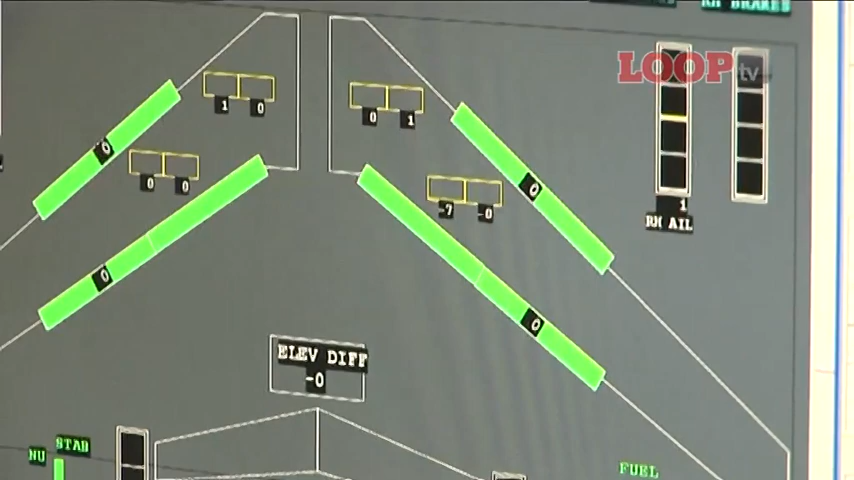 RH BRAKES
LOOP tv
1 0
0 1
0
0 0
0
-7 -0
1
RH AIL
0
0
ELEV DIFF
-0
STAB
NU
FUEL